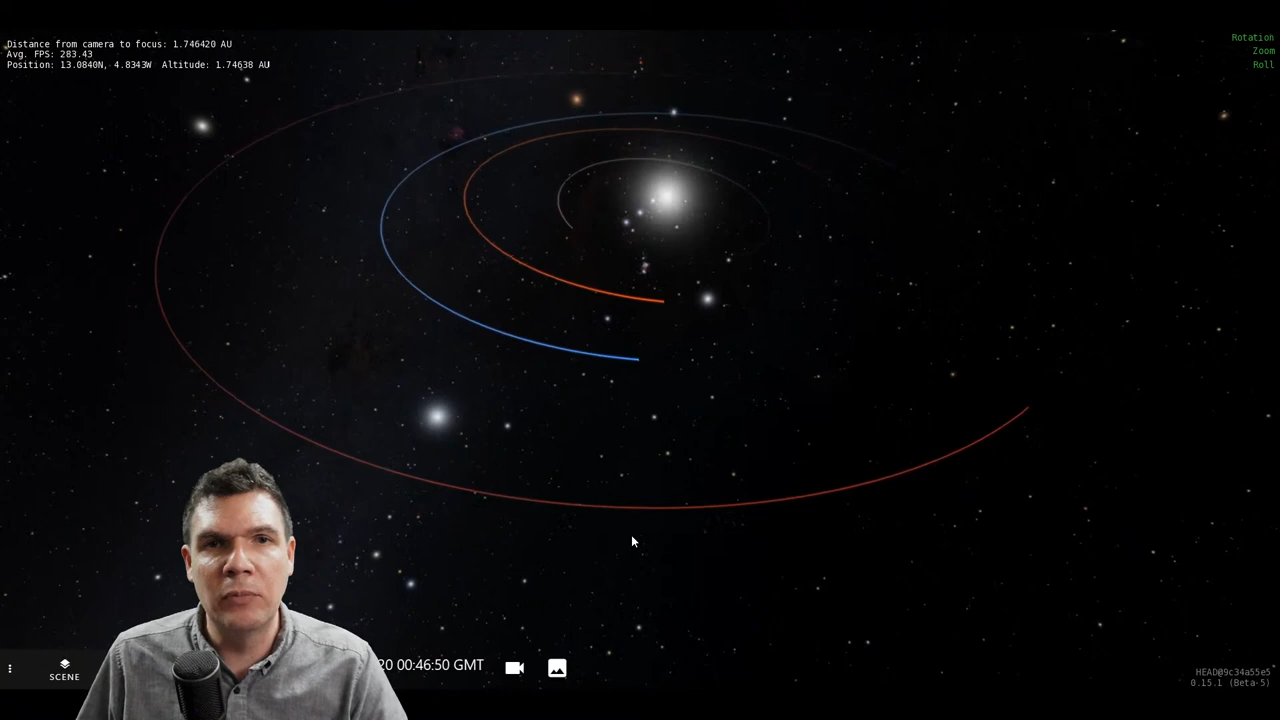 Distance from camera to focus: 1.746420 AU
Avg. FPS: 283.43
Position: 13.0840N, 4.8343W Altitude: 1.74638 AU
Rotation
Zoom
Roll
SCENE
20 00:46:50 GMT
HEAD@9c34a55e5
0.15.1 (Beta-5)